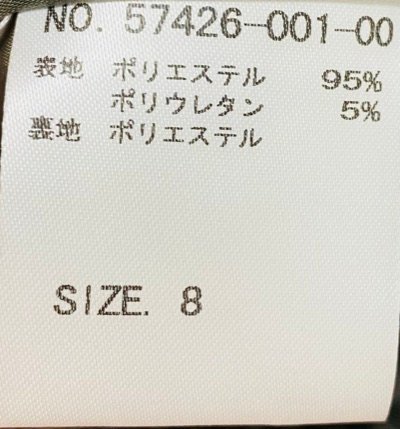 NO. 57426-001-00
表地 ポリエステル 95%
ポリウレタン 5%
裏地 ポリエステル
SIZE. 8